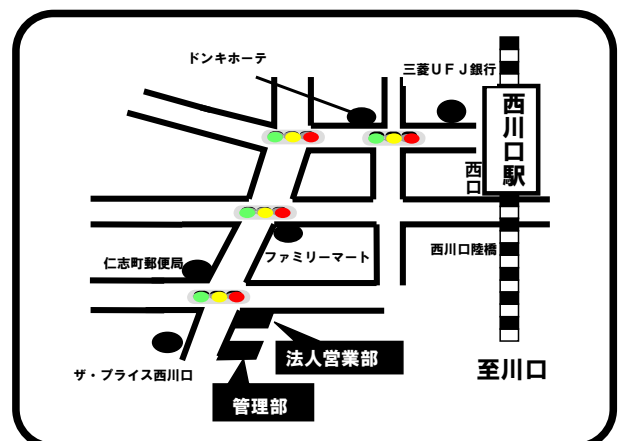 ドンキホーテ
三菱UFJ銀行
西川口駅
西口
仁志町郵便局
ファミリーマート
西川口陸橋
法人営業部
至川口
ザ・プライス西川口
管理部